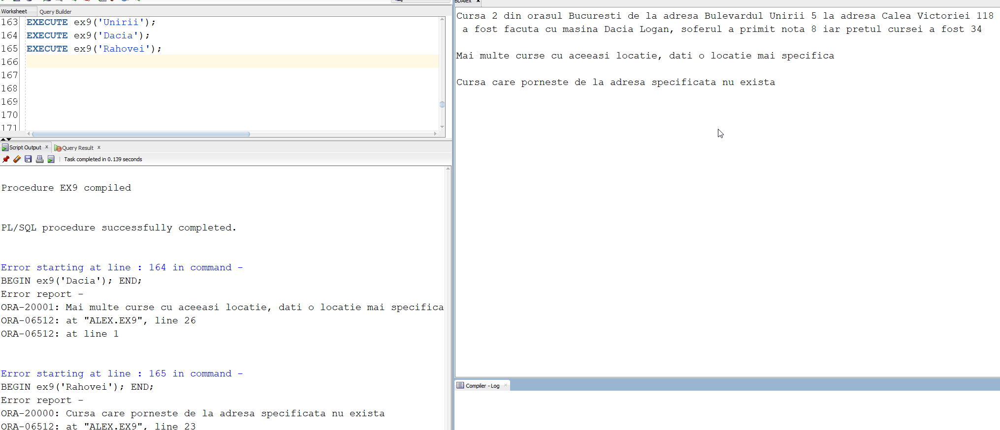 Worksheet Query Builder
163 EXECUTE ex9('Unirii');
164 EXECUTE ex9('Dacia');
165 EXECUTE ex9('Rahovei');
166
167
168
169
170
171
Script Output x Query Result x
Task completed in 0.139 seconds
Procedure EX9 compiled
PL/SQL procedure successfully completed.
Error starting at line : 164 in command -
BEGIN ex9('Dacia'); END;
Error report -
ORA-20001: Mai multe curse cu aceeasi locatie, dati o locatie mai specifica
ORA-06512: at "ALEX.EX9", line 26
ORA-06512: at line 1
Error starting at line : 165 in command -
BEGIN ex9('Rahovei'); END;
Error report -
ORA-20000: Cursa care porneste de la adresa specificata nu exista
ORA-06512: at "ALEX.EX9", line 23
BDAlex x
Cursa 2 din orasul Bucuresti de la adresa Bulevardul Unirii 5 la adresa Calea Victoriei 118
a fost facuta cu masina Dacia Logan, soferul a primit nota 8 iar pretul cursei a fost 34
Mai multe curse cu aceeasi locatie, dati o locatie mai specifica
Cursa care porneste de la adresa specificata nu exista
Compiler - Log x